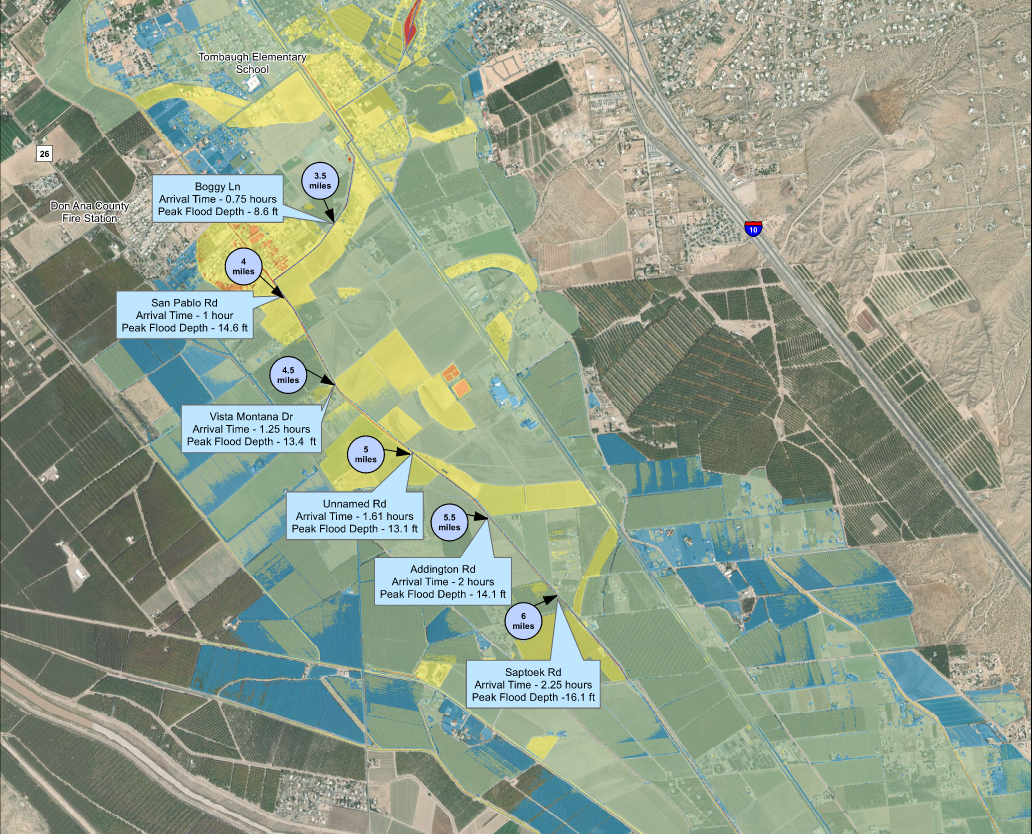 Tombaugh Elementary
School
26
3.5
miles
Boggy Ln
Arrival Time - 0.75 hours
Peak Flood Depth - 8.6 ft
Don Ana County
Fire Station
10
4
miles
San Pablo Rd
Arrival Time - 1 hour
Peak Flood Depth - 14.6 ft
4.5
miles
Vista Montana Dr
Arrival Time - 1.25 hours
Peak Flood Depth - 13.4 ft
5
miles
Unnamed Rd
Arrival Time - 1.61 hours
Peak Flood Depth - 13.1 ft
5.5
miles
Addington Rd
Arrival Time - 2 hours
Peak Flood Depth - 14.1 ft
6
miles
Saptoek Rd
Arrival Time - 2.25 hours
Peak Flood Depth -16.1 ft